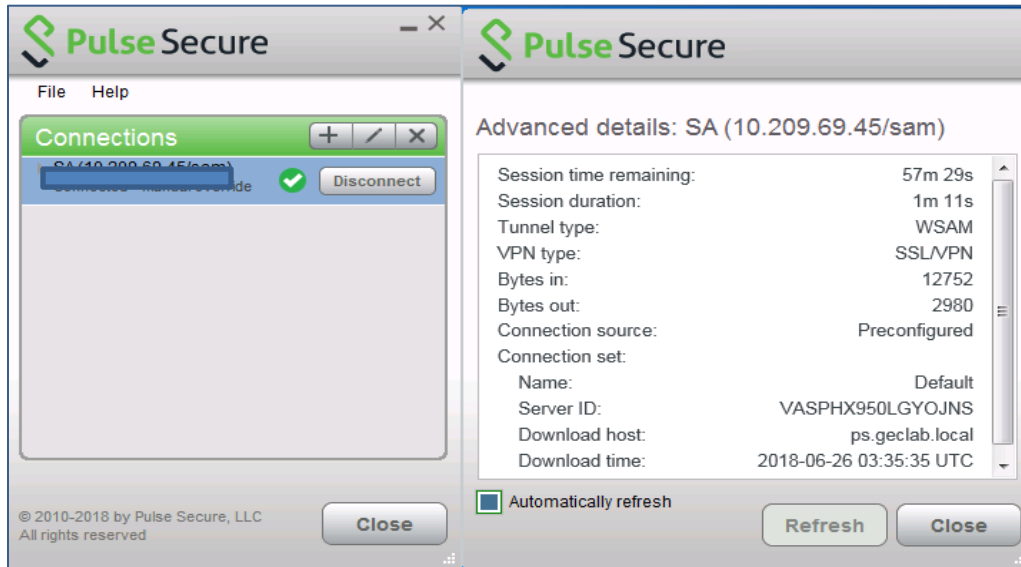 Pulse Secure
File Help
Connections
Disconnect
© 2010-2018 by Pulse Secure, LLC
All rights reserved
Close
Pulse Secure
Advanced details: SA (10.209.69.45/sam)
Session time remaining: 57m 29s
Session duration: 1m 11s
Tunnel type: WSAM
VPN type: SSL/VPN
Bytes in: 12752
Bytes out: 2980
Connection source: Preconfigured
Connection set:
Name: Default
Server ID: VASPHX950LGYOJNS
Download host: ps.geclab.local
Download time: 2018-06-26 03:35:35 UTC
Automatically refresh
Refresh Close